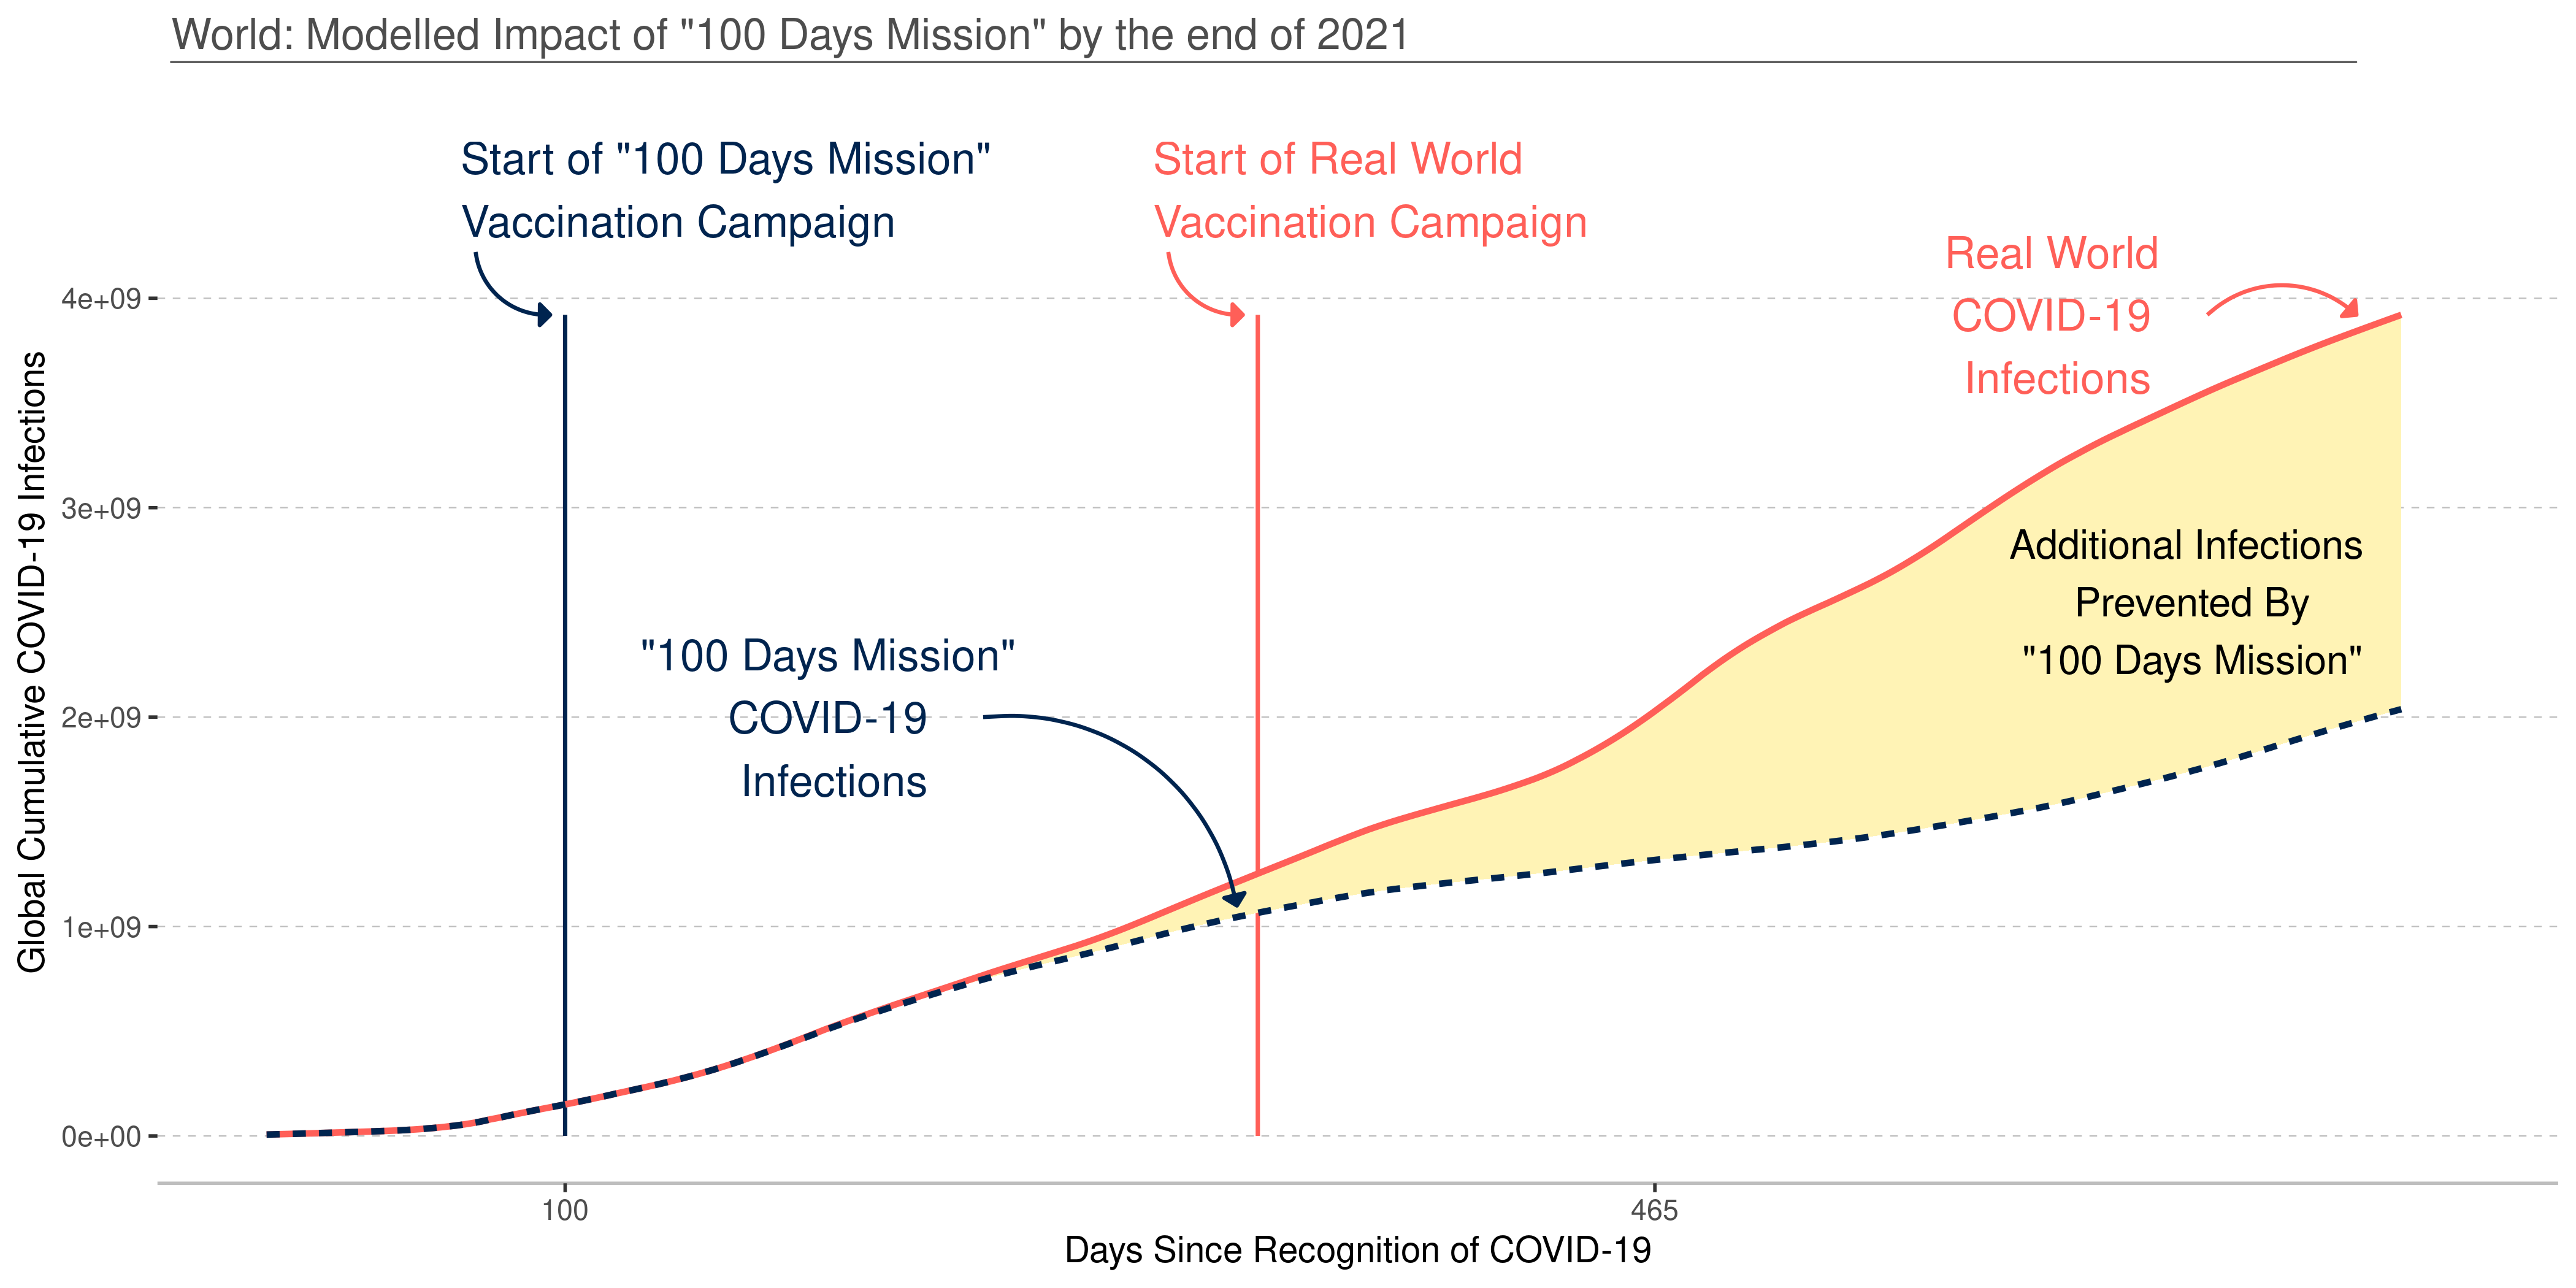 World: Modelled Impact of "100 Days Mission" by the end of 2021
Start of "100 Days Mission"
Vaccination Campaign
Start of Real World
Vaccination Campaign
Real World
COVID-19
Infections
"100 Days Mission"
COVID-19
Infections
Additional Infections
Prevented By
"100 Days Mission"
Global Cumulative COVID-19 Infections
4e+09
3e+09
2e+09
1e+09
0e+00
100
465
Days Since Recognition of COVID-19